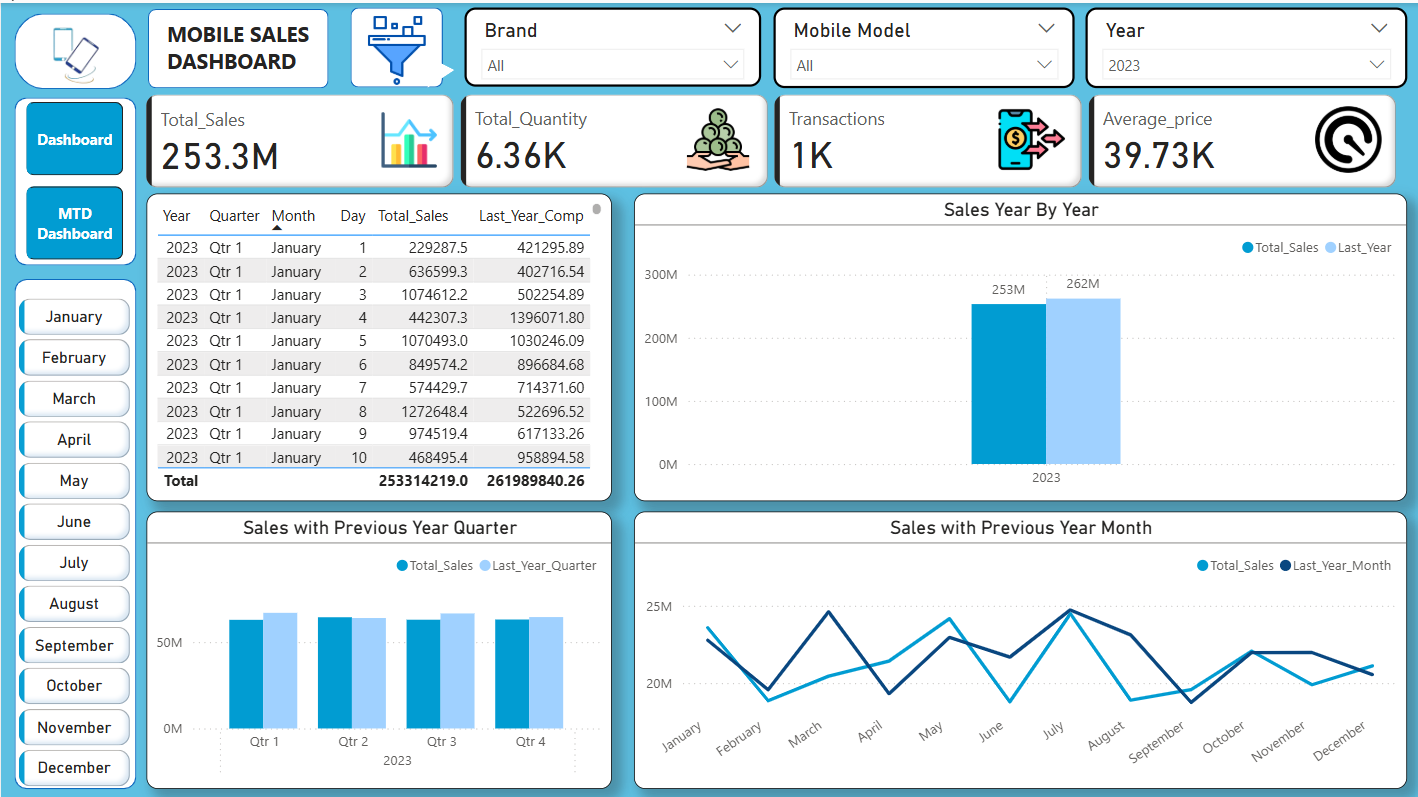 MOBILE SALES
DASHBOARD
Brand
All
Mobile Model
All
Year
2023
Dashboard
MTD
Dashboard
Total_Sales
253.3M
Total_Quantity
6.36K
Transactions
1K
Average_price
39.73K
January
February
March
April
May
June
July
August
September
October
November
December
Year Quarter Month Day Total_Sales Last_Year_Comp
2023 Qtr 1 January 1 229287.5 421295.89
2023 Qtr 1 January 2 636599.3 402716.54
2023 Qtr 1 January 3 1074612.2 502254.89
2023 Qtr 1 January 4 442307.3 1396071.80
2023 Qtr 1 January 5 1070493.0 1030246.09
2023 Qtr 1 January 6 849574.2 896684.68
2023 Qtr 1 January 7 574429.7 714371.60
2023 Qtr 1 January 8 1272648.4 522696.52
2023 Qtr 1 January 9 974519.4 617133.26
2023 Qtr 1 January 10 468495.4 958894.58
Total 253314219.0 261989840.26
Sales Year By Year
Total_Sales Last_Year
300M
200M
100M
0M
253M 262M
2023
Sales with Previous Year Quarter
Total_Sales Last_Year_Quarter
50M
0M
Qtr 1 Qtr 2 Qtr 3 Qtr 4
2023
Sales with Previous Year Month
Total_Sales Last_Year_Month
25M
20M
January February March April May June July August September October November December